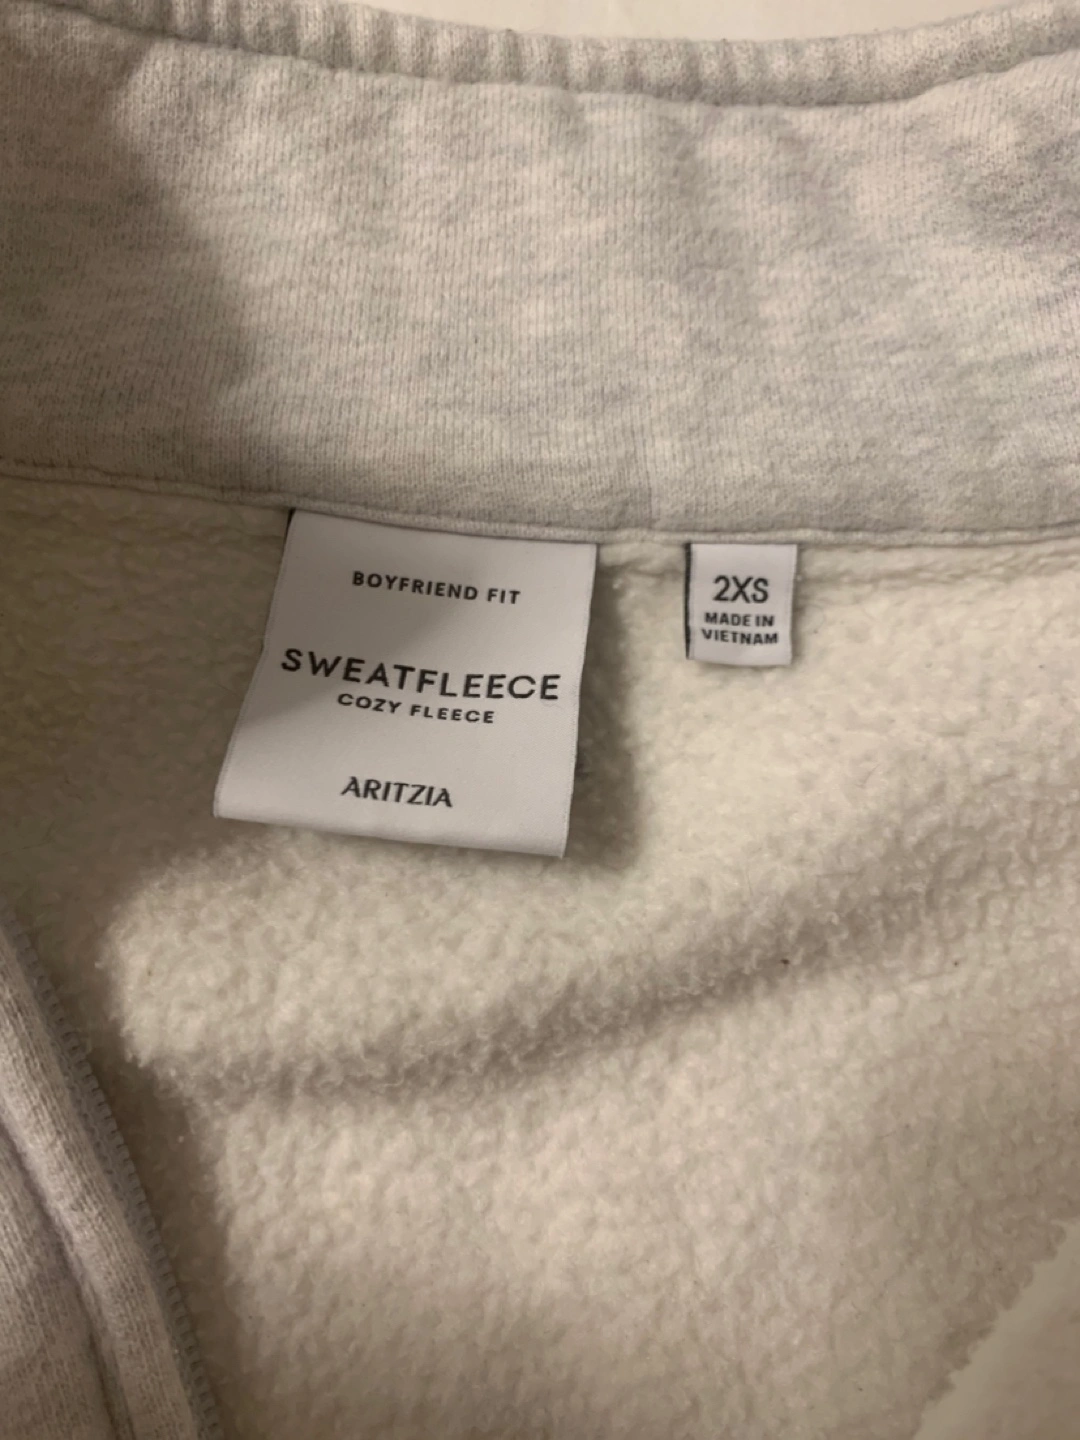 BOYFRIEND FIT
SWEATFLEECE
COZY FLEECE
ARITZIA
2XS
MADE IN
VIETNAM